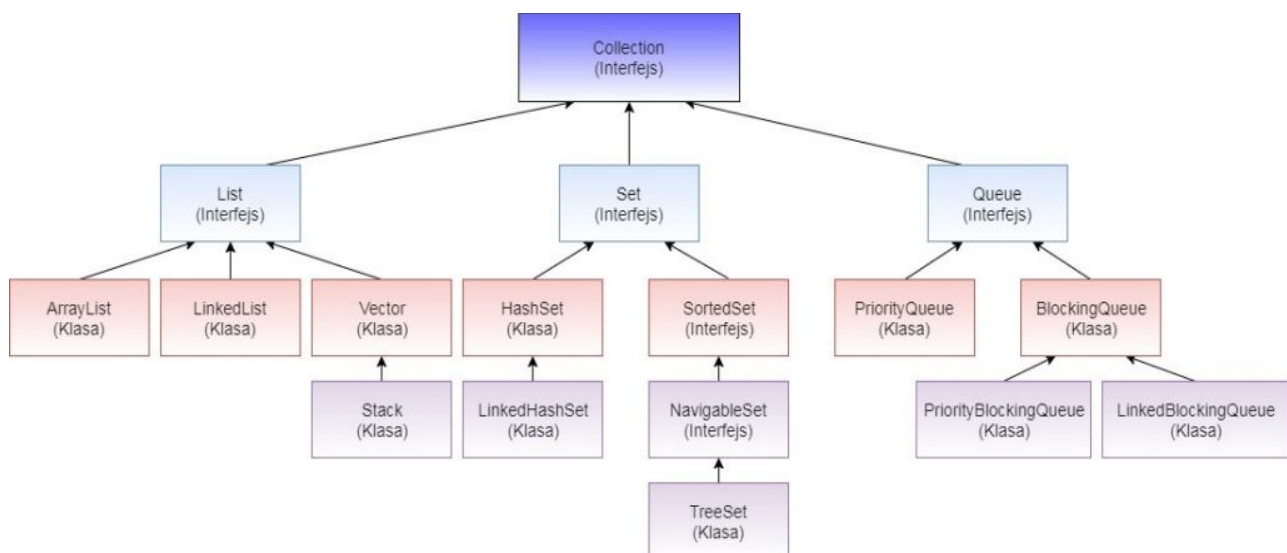 Collection
(Interfejs)
List
(Interfejs)
Set
(Interfejs)
Queue
(Interfejs)
ArrayList
(Klasa)
LinkedList
(Klasa)
Vector
(Klasa)
HashSet
(Klasa)
SortedSet
(Interfejs)
PriorityQueue
(Klasa)
BlockingQueue
(Klasa)
Stack
(Klasa)
LinkedHashSet
(Klasa)
NavigableSet
(Interfejs)
PriorityBlockingQueue
(Klasa)
LinkedBlockingQueue
(Klasa)
TreeSet
(Klasa)